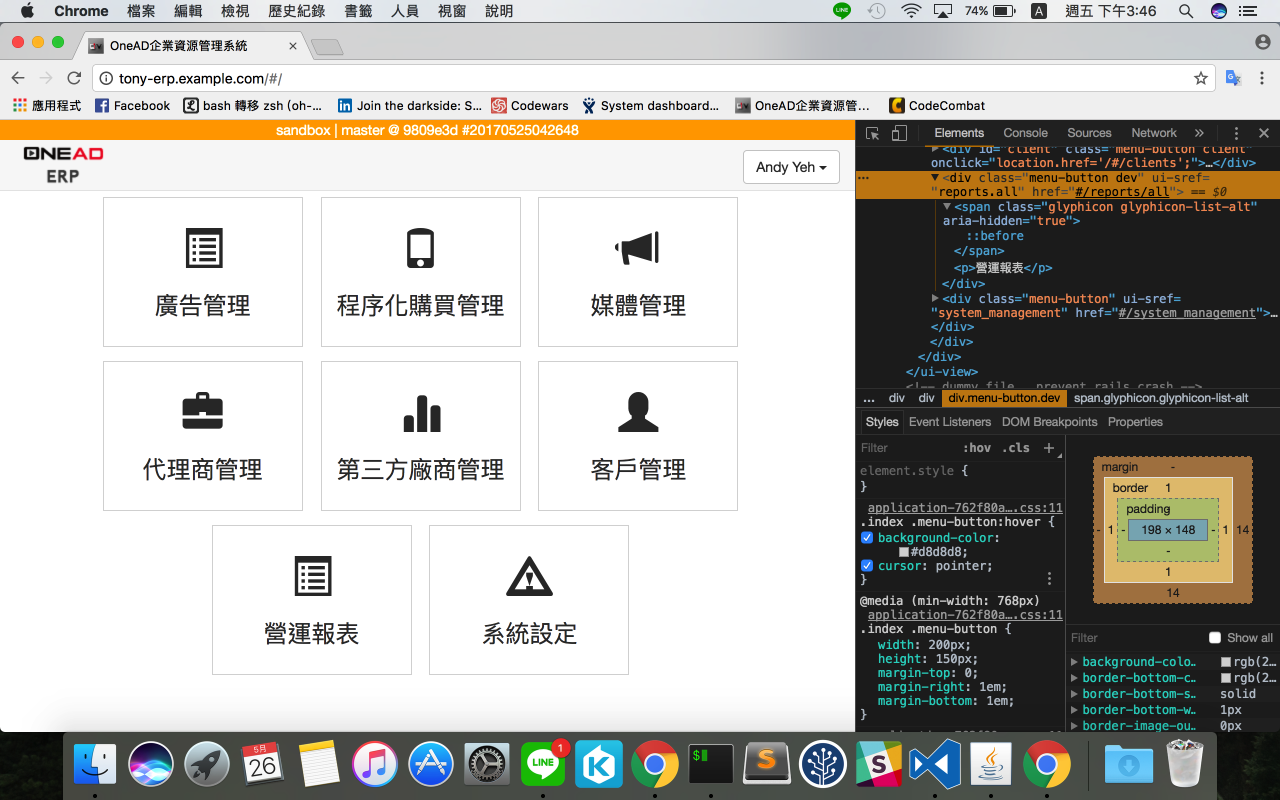 Chrome 檔案 編輯 檢視 歷史紀錄 書籤 人員 視窗 說明 LINE 74% A 週五 下午3:46
OneAD企業資源管理系統
tony-erp.example.com/#/
應用程式 Facebook bash 轉移 zsh (oh-... Join the darkside: S... Codewars System dashboard... OneAD企業資源管... CodeCombat
sandbox | master @ 9809e3d #20170525042648
ONEAD
ERP
Andy Yeh
廣告管理 程序化購買管理 媒體管理
代理商管理 第三方廠商管理 客戶管理
營運報表 系統設定
Elements Console Sources Network »
<div id="client" class="menu-button client"
onclick="location.href='/#/clients';">…</div>
<div class="menu-button dev" ui-sref=
"reports.all" href="#/reports/all"> == $0
<span class="glyphicon glyphicon-list-alt"
aria-hidden="true">
::before
</span>
<p>營運報表</p>
</div>
<div class="menu-button" ui-sref=
"system_management" href="#/system_management">…
</div>
</div>
</div>
</ui-view>
<!-- dummy file, prevent rails crash -->
... div div div.menu-button.dev span.glyphicon.glyphicon-list-alt
Styles Event Listeners DOM Breakpoints Properties
Filter :hov .cls +
element.style {
}
application-762f80a….css:11
.index .menu-button:hover {
background-color:
#d8d8d8;
cursor: pointer;
}
@media (min-width: 768px)
application-762f80a….css:11
.index .menu-button {
width: 200px;
height: 150px;
margin-top: 0;
margin-right: 1em;
margin-bottom: 1em;
}
margin -
border 1
padding -
- 1 - 198 × 148 - 1 14
-
1
14
Filter Show all
background-colo… rgb(2…
border-bottom-c… rgb(2…
border-bottom-s… solid
border-bottom-w… 1px
border-image-ou… 0px
5月
26
LINE
1
$